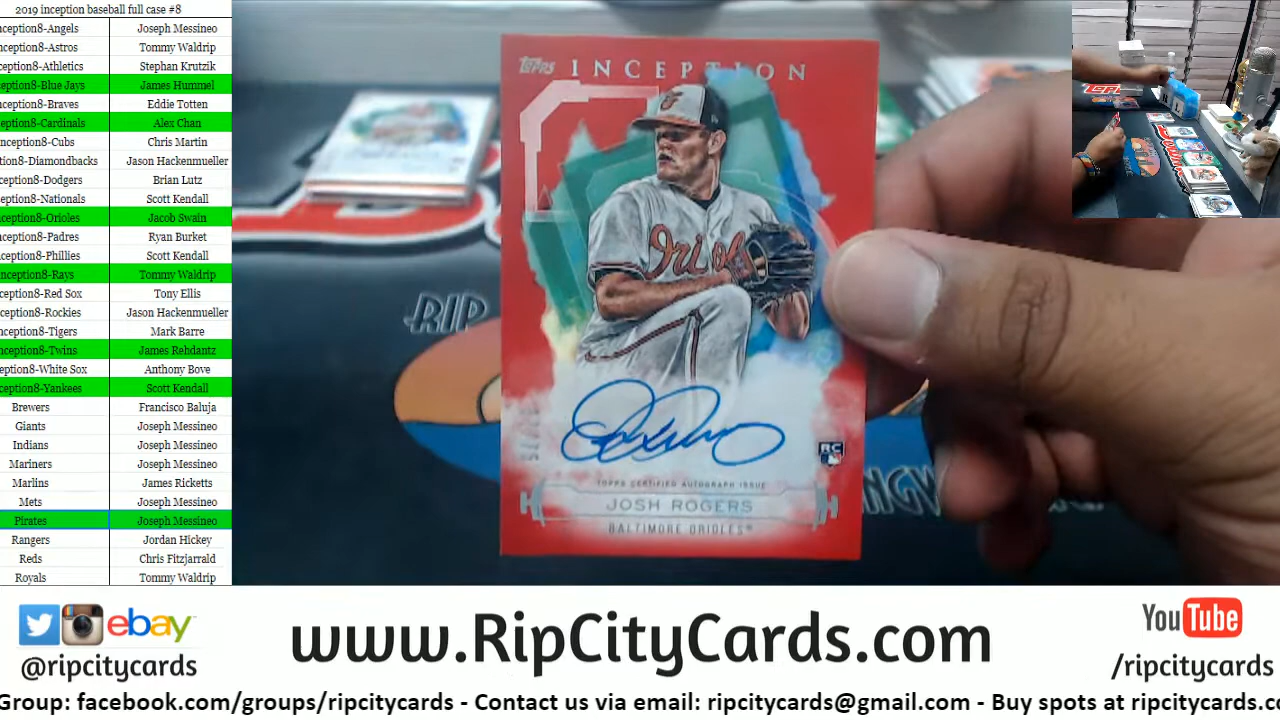 2019 inception baseball full case #8
nception8-Angels Joseph Messineo
nception8-Astros Tommy Waldrip
ception8-Athletics Stephan Krutzik
eption8-Blue Jays James Hummel
nception8-Braves Eddie Totten
eption8-Cardinals Alex Chan
nception8-Cubs Chris Martin
tion8-Diamondbacks Jason Hackenmueller
ception8-Dodgers Brian Lutz
ception8-Nationals Scott Kendall
nception8-Orioles Jacob Swain
nception8-Padres Ryan Burket
ception8-Phillies Scott Kendall
nception8-Rays Tommy Waldrip
ception8-Red Sox Tony Ellis
ception8-Rockies Jason Hackenmueller
nception8-Tigers Mark Barre
nception8-Twins James Rehdantz
eption8-White Sox Anthony Bove
ception8-Yankees Scott Kendall
Brewers Francisco Baluja
Giants Joseph Messineo
Indians Joseph Messineo
Mariners Joseph Messineo
Marlins James Ricketts
Mets Joseph Messineo
Pirates Joseph Messineo
Rangers Jordan Hickey
Reds Chris Fitzjarrald
Royals Tommy Waldrip
TOPPS INCEPTION
Orioles
RIP
RC
TOPPS CERTIFIED AUTOGRAPH ISSUE
JOSH ROGERS
BALTIMORE ORIOLES
ebay
@ripcitycards
www.RipCityCards.com
YouTube
/ripcitycards
Group: facebook.com/groups/ripcitycards - Contact us via email: ripcitycards@gmail.com - Buy spots at ripcitycards.co